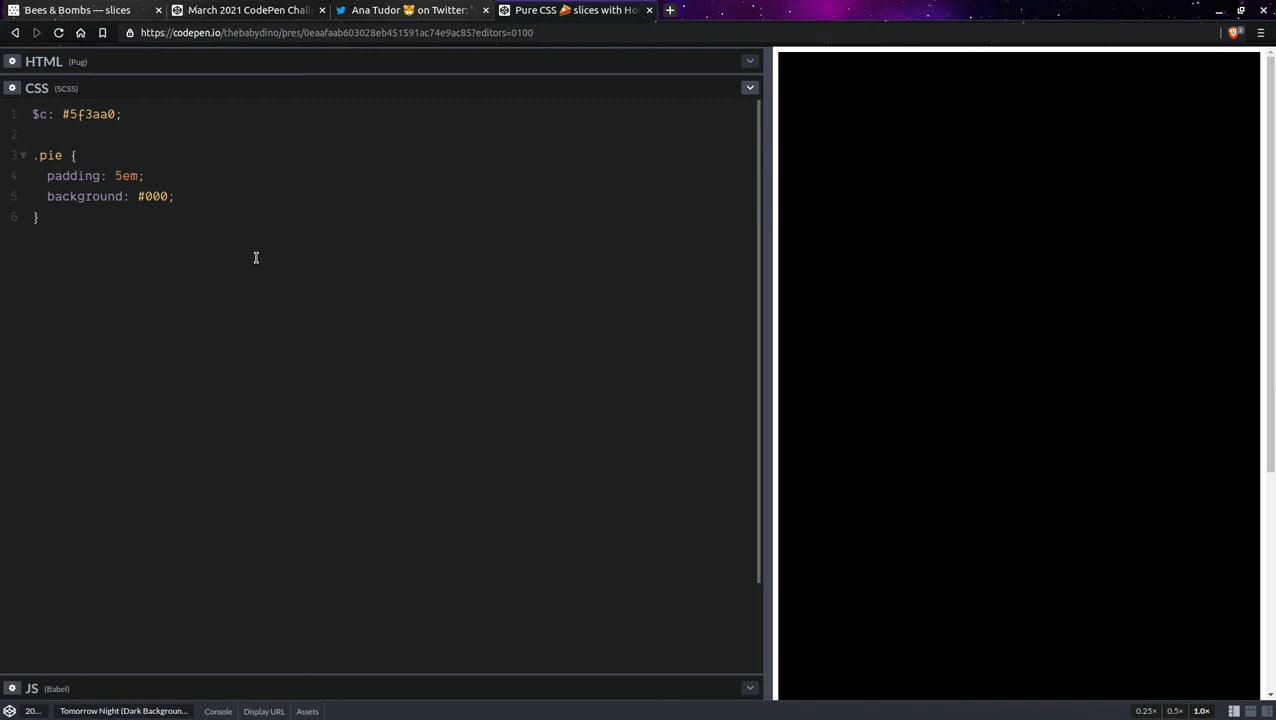 Bees & Bombs — slices
March 2021 CodePen Chall
Ana Tudor 🐯 on Twitter: "
Pure CSS 🍰 slices with Ho
https://codepen.io/thebabydino/pres/0eaafaab603028eb451591ac74e9ac85?editors=0100
2
HTML (Pug)
CSS (SCSS)
1 $c: #5f3aa0;
2
3 .pie {
4 padding: 5em;
5 background: #000;
6 }
JS (Babel)
20...
Tomorrow Night (Dark Backgroun...
Console
Display URL
Assets
0.25×
0.5×
1.0×